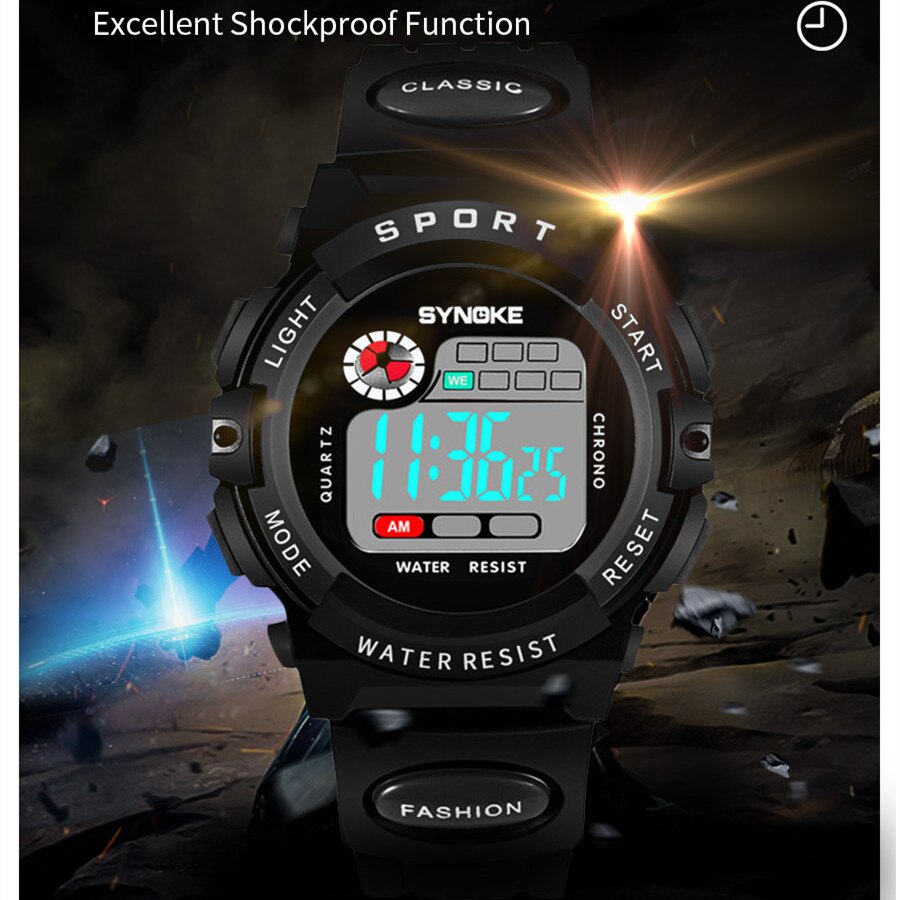 Excellent Shockproof Function
CLASSIC
SPORT
LIGHT
START
SYNOKE
WE
QUARTZ
CHRONO
11:36 25
AM
MODE
RESET
WATER RESIST
WATER RESIST
FASHION